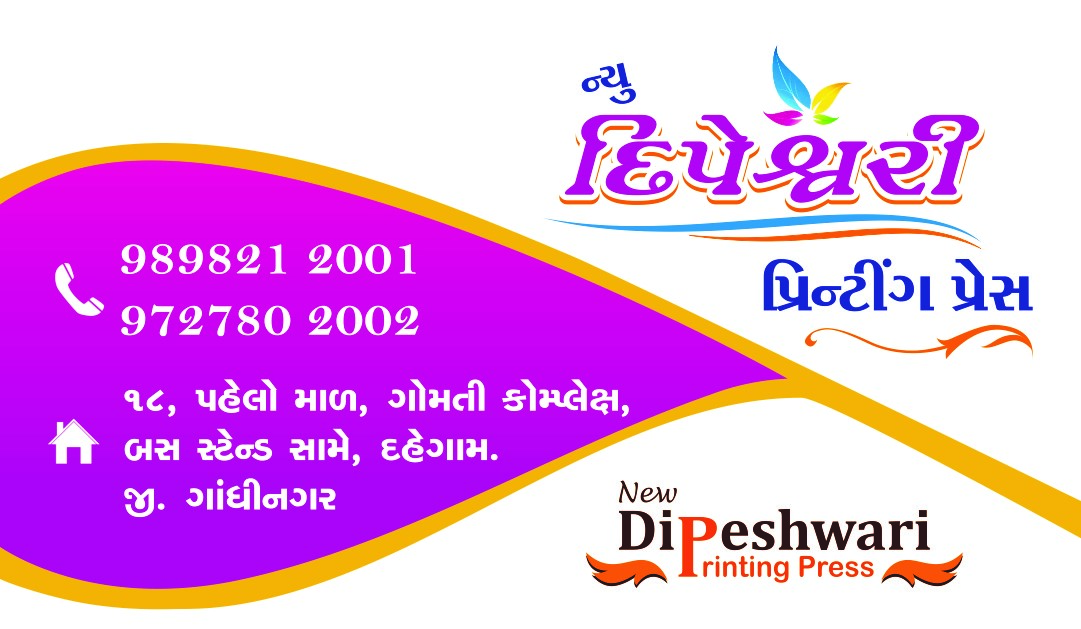 ન્યુ
દિપેશ્વરી
પ્રિન્ટીંગ પ્રેસ
989821 2001
972780 2002
૧૮, પહેલો માળ, ગોમતી કોમ્પ્લેક્ષ,
બસ સ્ટેન્ડ સામે, દહેગામ.
જી. ગાંધીનગર
New
Dipeshwari
Printing Press